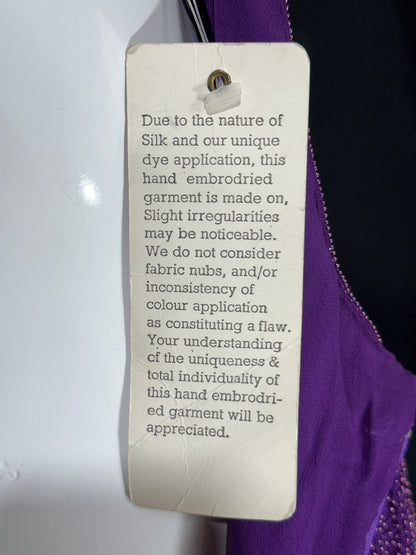 Due to the nature of
Silk and our unique
dye application, this
hand embrodried
garment is made on,
Slight irregularities
may be noticeable.
We do not consider
fabric nubs, and/or
inconsistency of
colour application
as constituting a flaw.
Your understanding
of the uniqueness &
total individuality of
this hand embrodri-
ed garment will be
appreciated.